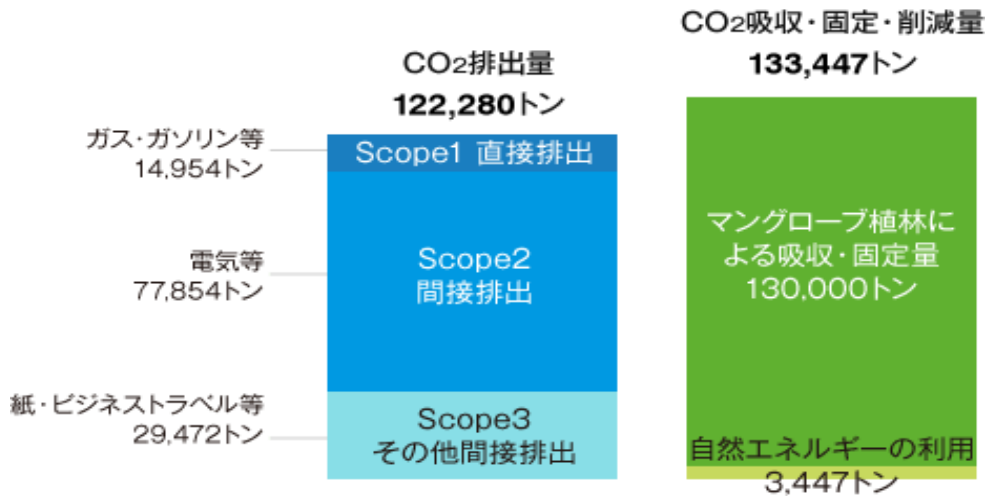 CO2排出量
122,280トン
ガス・ガソリン等
14,954トン
Scope1 直接排出
電気等
77,854トン
Scope2
間接排出
紙・ビジネストラベル等
29,472トン
Scope3
その他間接排出
CO2吸収・固定・削減量
133,447トン
マングローブ植林に
よる吸収・固定量
130,000トン
自然エネルギーの利用
3,447トン